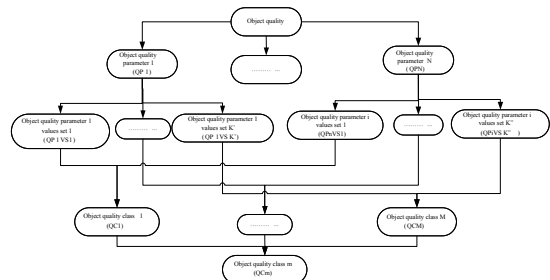 Object quality
Object quality
parameter 1
(QP 1)
......... ...
Object quality
parameter N
(QPN)
Object quality parameter 1
values set 1
(QP 1VS1)
......... ...
Object quality parameter 1
values set K'
(QP 1VS K')
Object quality parameter i
values set 1
(QPnVS1)
......... ...
Object quality parameter i
values set K"
(QPiVS K" )
Object quality class 1
(QC1)
......... ...
Object quality class M
(QCM)
Object quality class m
(QCm)